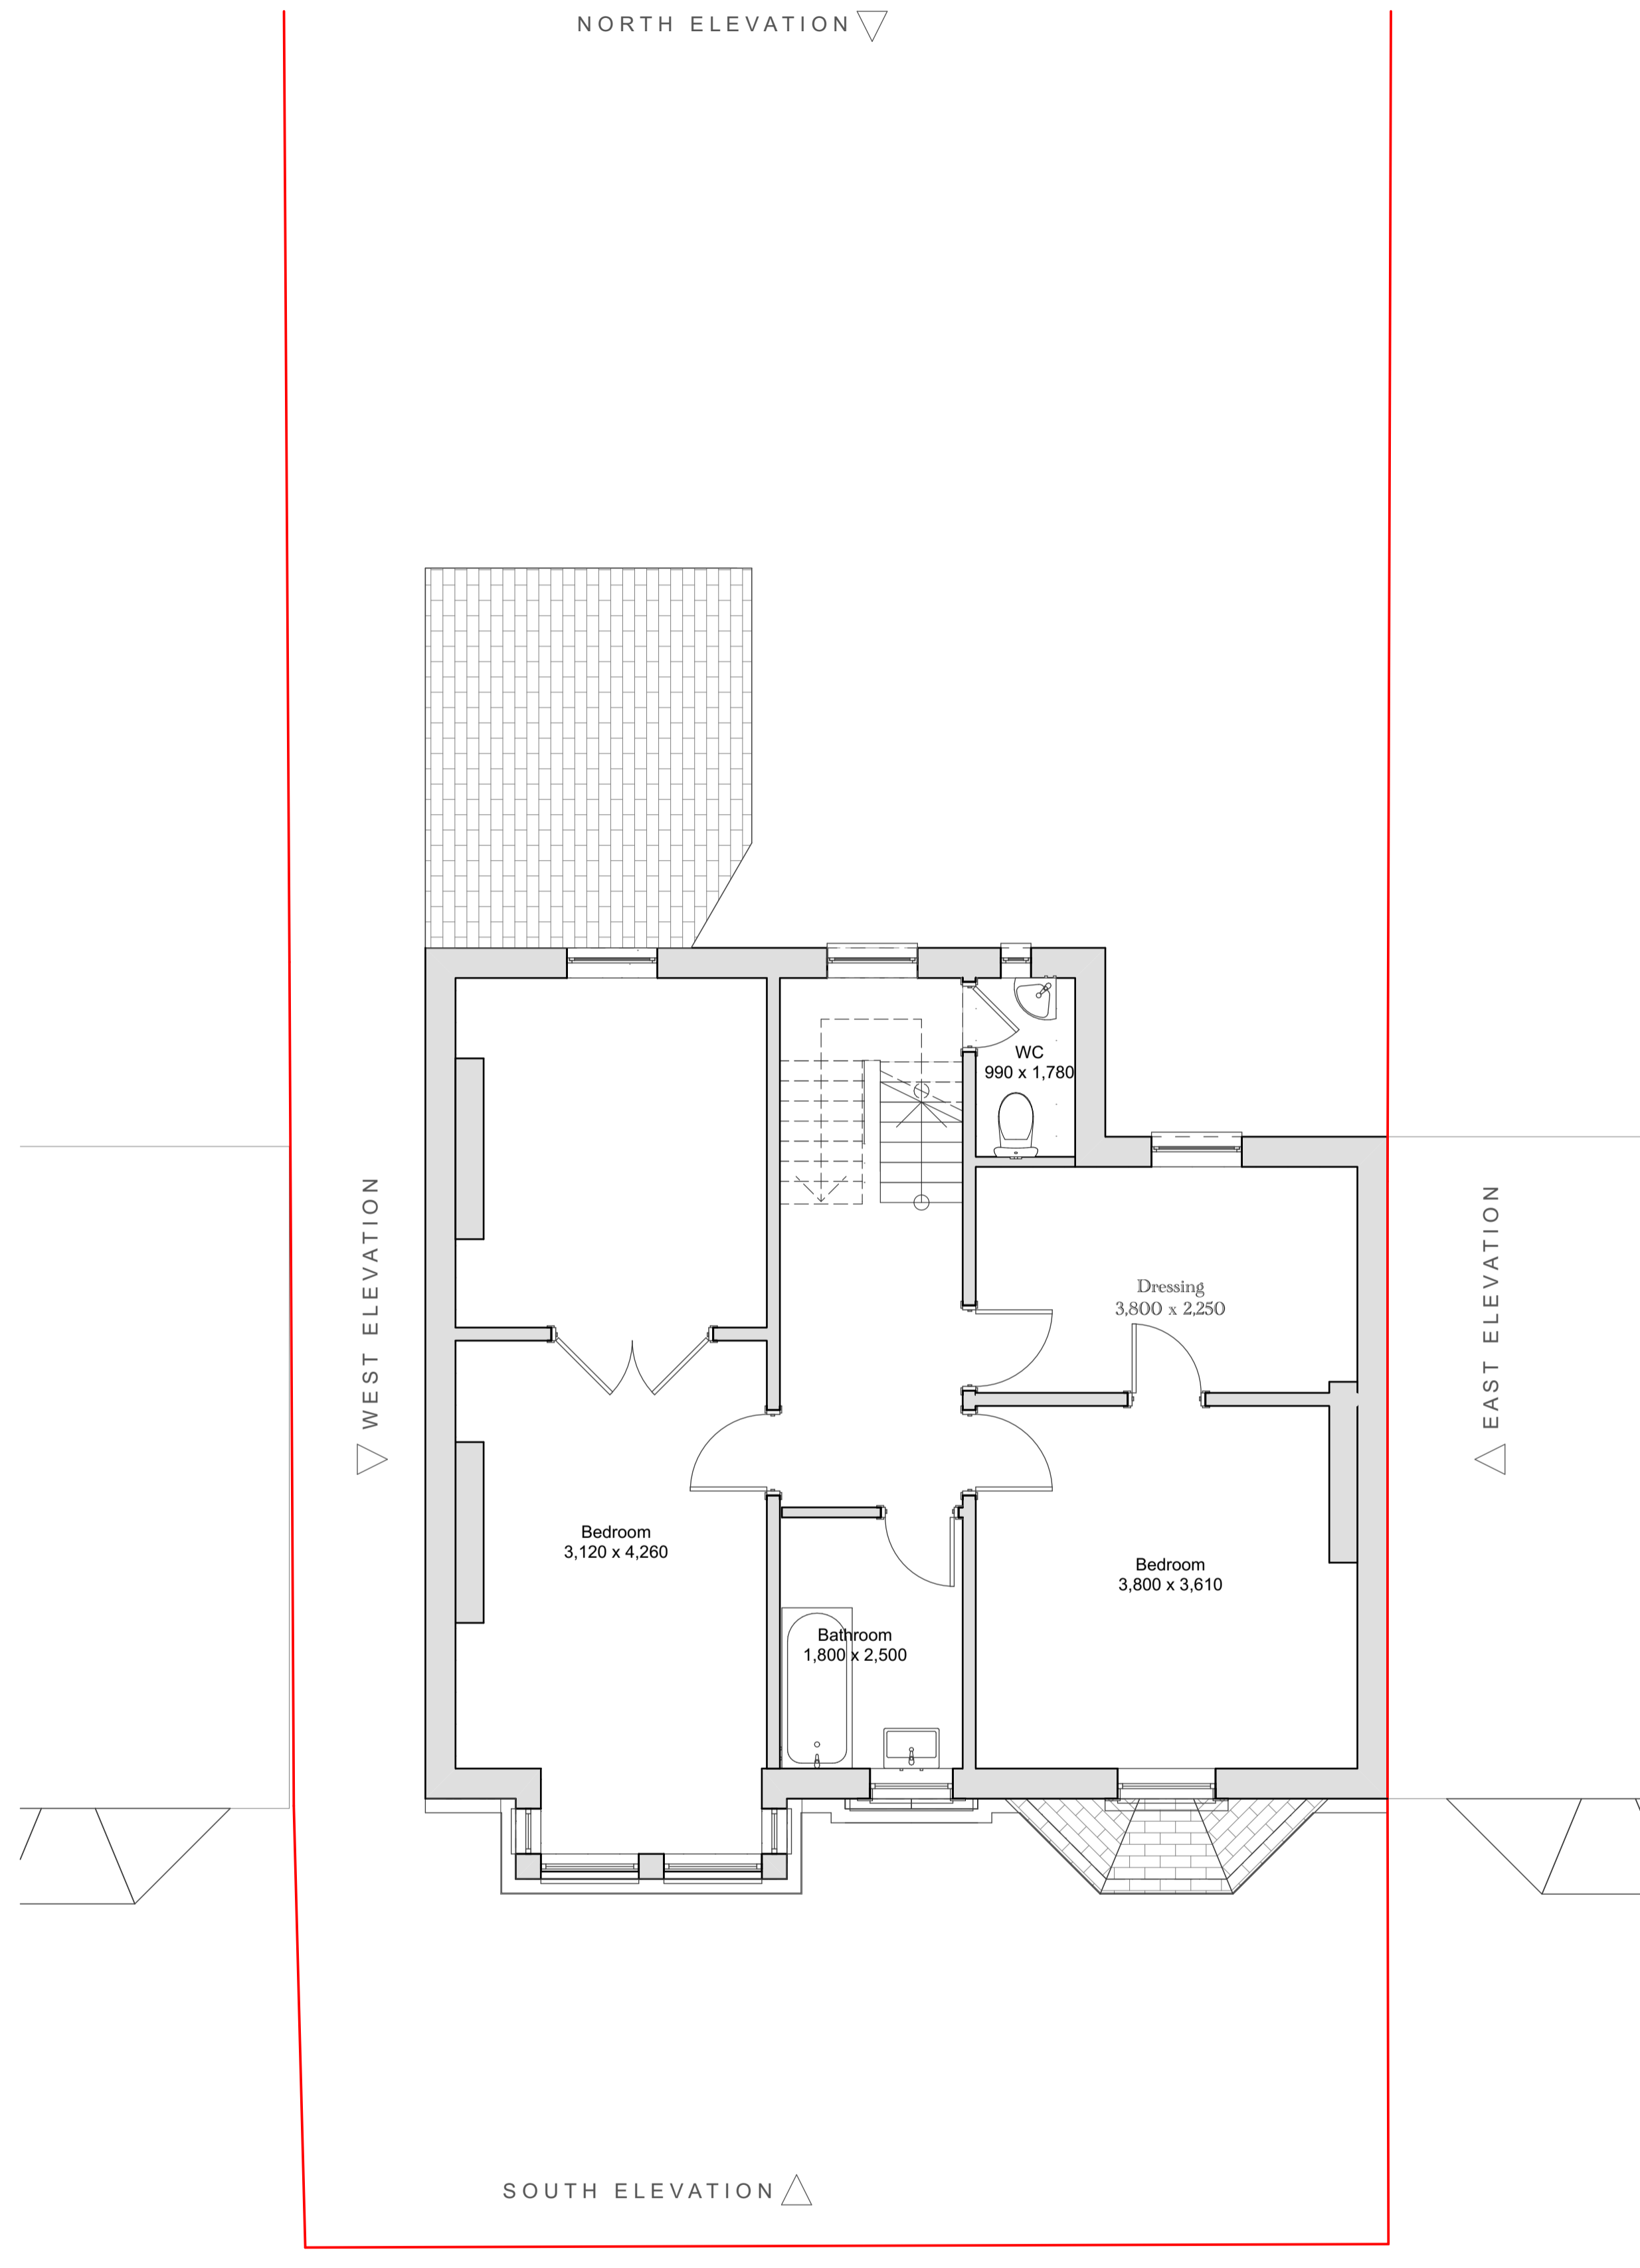 NORTH ELEVATION
WC
990 x 1,780
WEST ELEVATION
EAST ELEVATION
Dressing
3,800 x 2,250
Bedroom
3,120 x 4,260
Bedroom
3,800 x 3,610
Bathroom
1,800 x 2,500
SOUTH ELEVATION